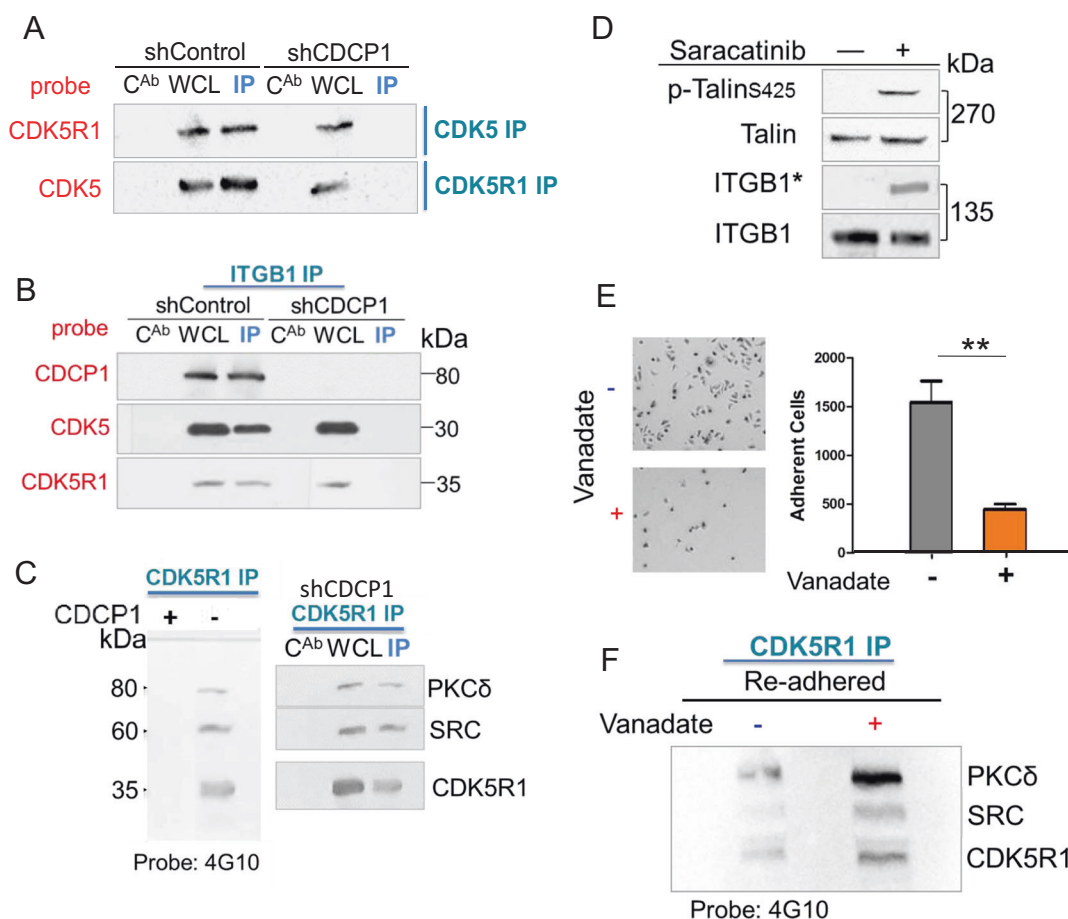 A
shControl shCDCP1
probe C^Ab WCL IP C^Ab WCL IP
CDK5R1 CDK5 IP
CDK5 CDK5R1 IP
B
ITGB1 IP
shControl shCDCP1
probe C^Ab WCL IP C^Ab WCL IP kDa
CDCP1 80
CDK5 30
CDK5R1 35
C
CDK5R1 IP
CDCP1 + -
kDa
80
60
35
Probe: 4G10
shCDCP1
CDK5R1 IP
C^Ab WCL IP
PKCδ
SRC
CDK5R1
D
Saracatinib — + kDa
p-TalinS425
270
Talin
ITGB1*
135
ITGB1
E
Vanadate
-
+
**
Adherent Cells
2000
1500
1000
500
0
Vanadate - +
F
CDK5R1 IP
Re-adhered
Vanadate - +
PKCδ
SRC
CDK5R1
Probe: 4G10